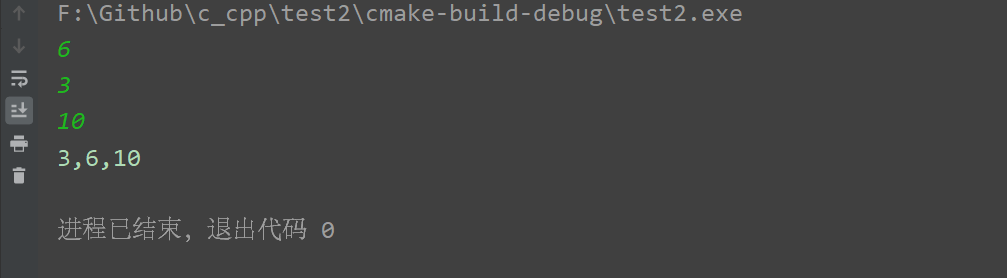 F:\Github\c_cpp\test2\cmake-build-debug\test2.exe
6
3
10
3,6,10
进程已结束, 退出代码 0